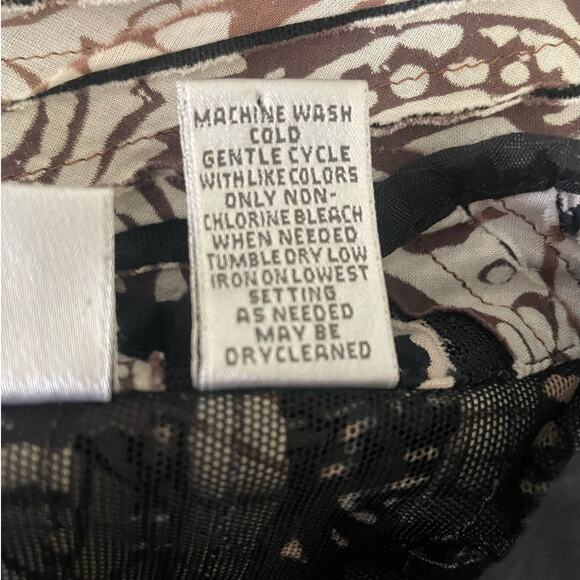 MACHINE WASH
COLD
GENTLE CYCLE
WITH LIKE COLORS
ONLY NON-
CHLORINE BLEACH
WHEN NEEDED
TUMBLE DRY LOW
IRON ON LOWEST
SETTING
AS NEEDED
MAY BE
DRYCLEANED